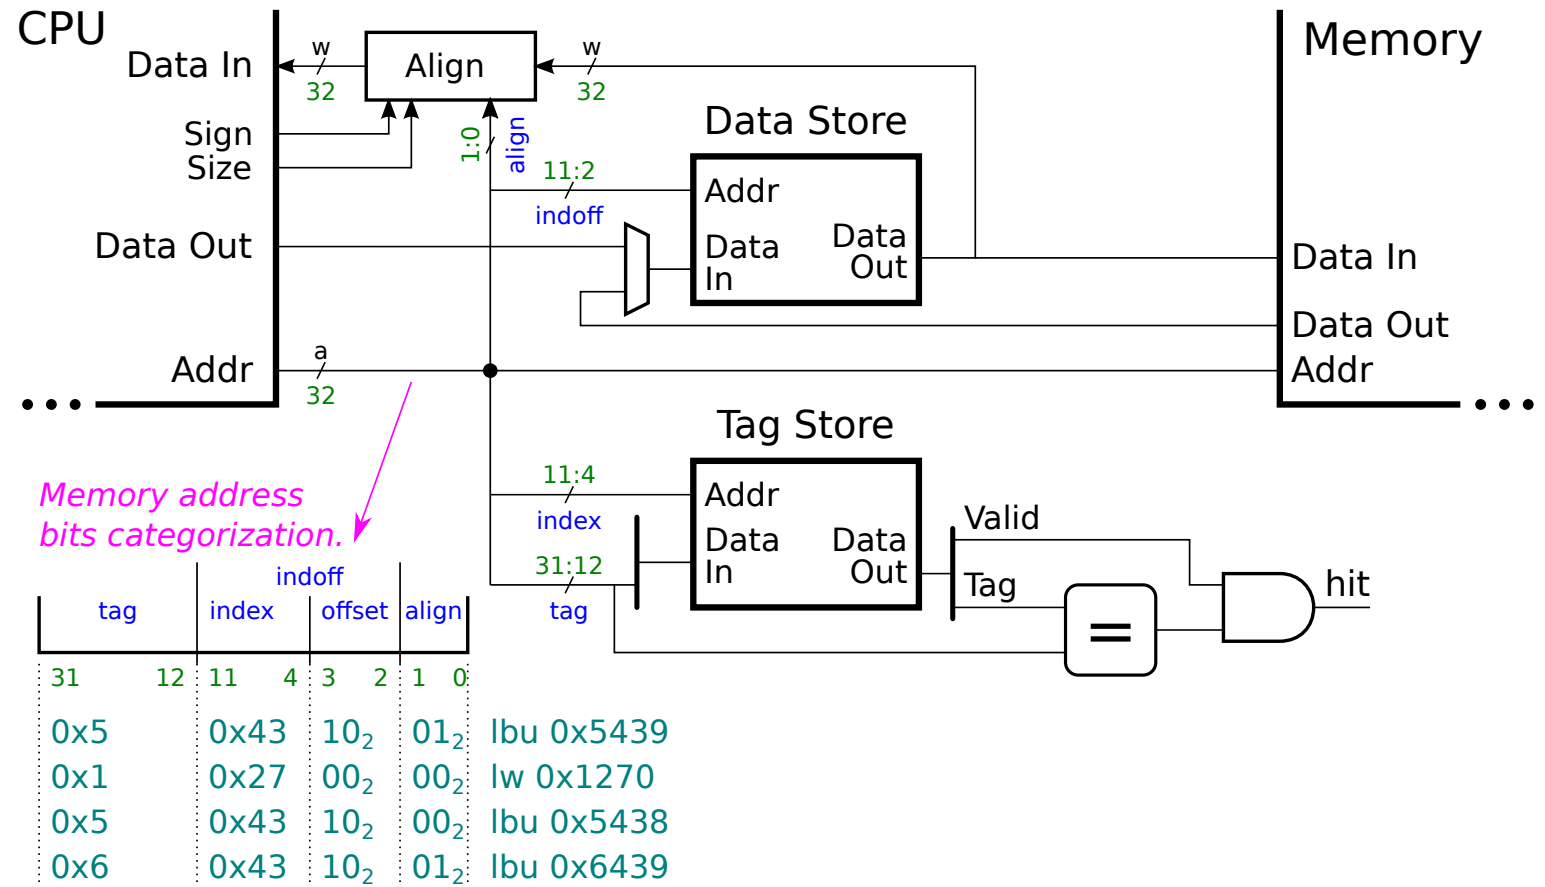 CPU
Memory
Data In
w
32
Align
w
32
Sign
Size
1:0
align
Data Store
11:2
indoff
Addr
Data In
Data Out
Data Out
Data In
Data Out
Addr
a
32
Addr
Tag Store
11:4
index
Addr
Data In
Data Out
31:12
tag
Valid
Tag
=
hit
Memory address
bits categorization.
indoff
tag index offset align
31 12 11 4 3 2 1 0
0x5 0x43 10₂ 01₂ lbu 0x5439
0x1 0x27 00₂ 00₂ lw 0x1270
0x5 0x43 10₂ 00₂ lbu 0x5438
0x6 0x43 10₂ 01₂ lbu 0x6439